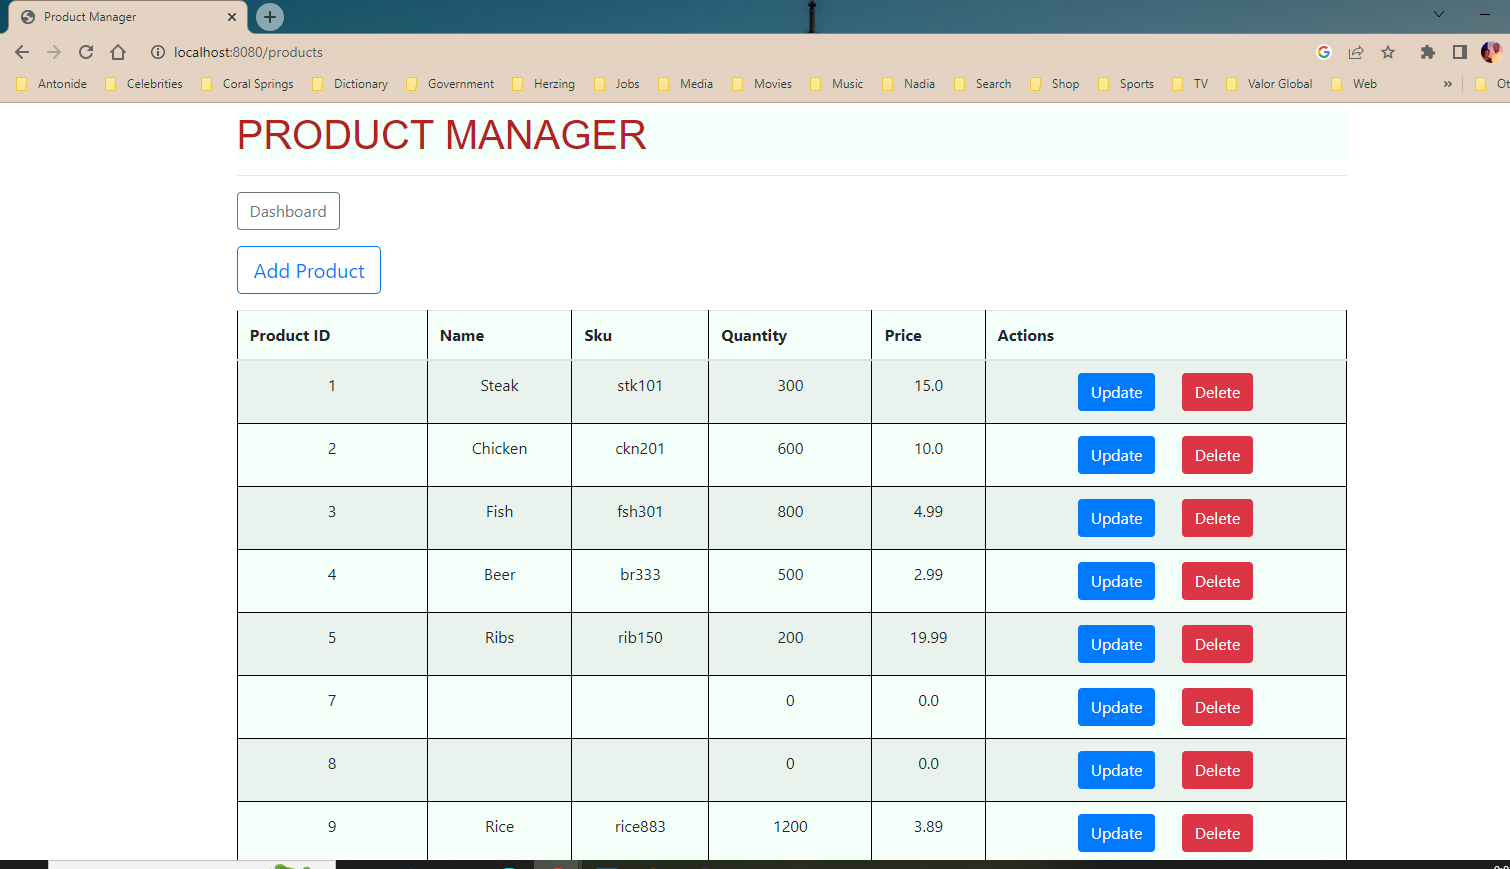 Product Manager
localhost:8080/products
Antonide Celebrities Coral Springs Dictionary Government Herzing Jobs Media Movies Music Nadia Search Shop Sports TV Valor Global Web » Ot
PRODUCT MANAGER
Dashboard
Add Product
Product ID Name Sku Quantity Price Actions
1 Steak stk101 300 15.0 Update Delete
2 Chicken ckn201 600 10.0 Update Delete
3 Fish fsh301 800 4.99 Update Delete
4 Beer br333 500 2.99 Update Delete
5 Ribs rib150 200 19.99 Update Delete
7 0 0.0 Update Delete
8 0 0.0 Update Delete
9 Rice rice883 1200 3.89 Update Delete